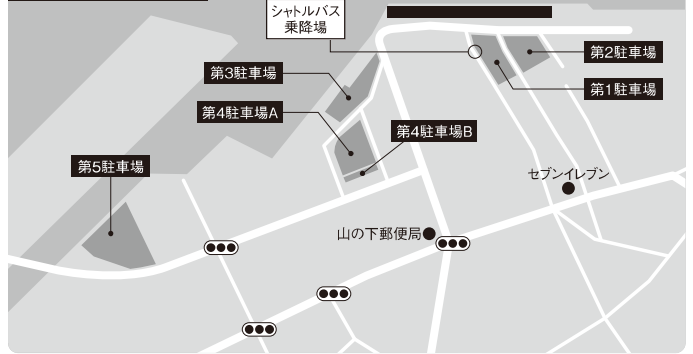 シャトルバス
乗降場
第2駐車場
第3駐車場
第1駐車場
第4駐車場A
第4駐車場B
第5駐車場
セブンイレブン
山の下郵便局